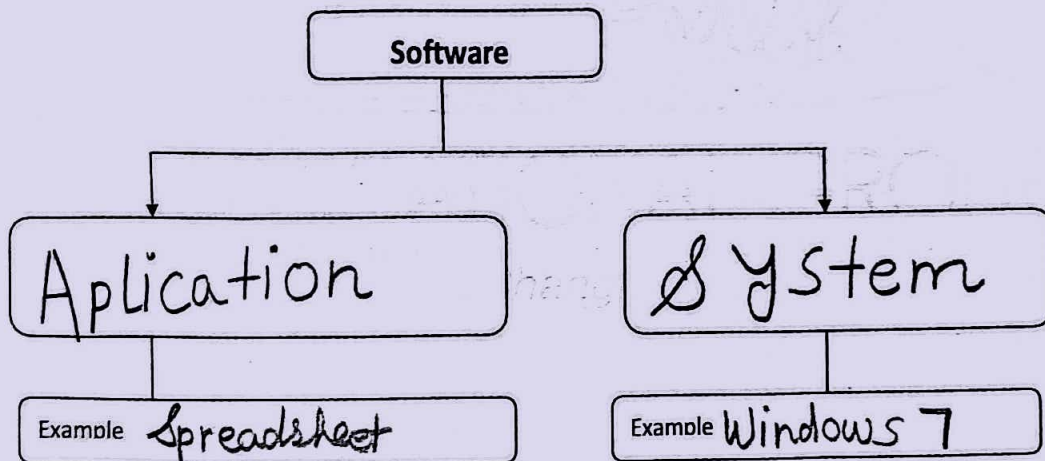 Software
Aplication
System
Example Spreadsheet
Example Windows 7